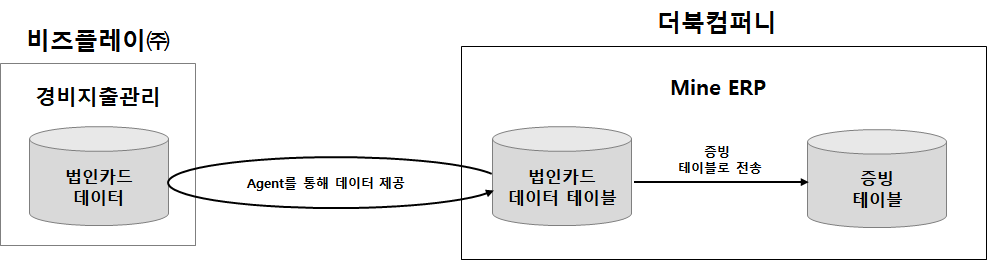 비즈플레이㈜
더북컴퍼니
경비지출관리
Mine ERP
법인카드
데이터
Agent를 통해 데이터 제공
법인카드
데이터 테이블
증빙
테이블로 전송
증빙
테이블